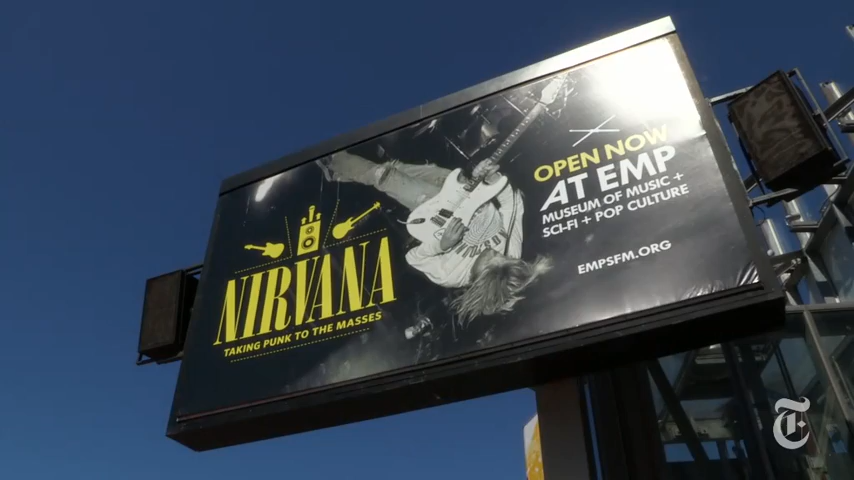 NIRVANA
TAKING PUNK TO THE MASSES
OPEN NOW
AT EMP
MUSEUM OF MUSIC +
SCI-FI + POP CULTURE
EMPSFM.ORG
T